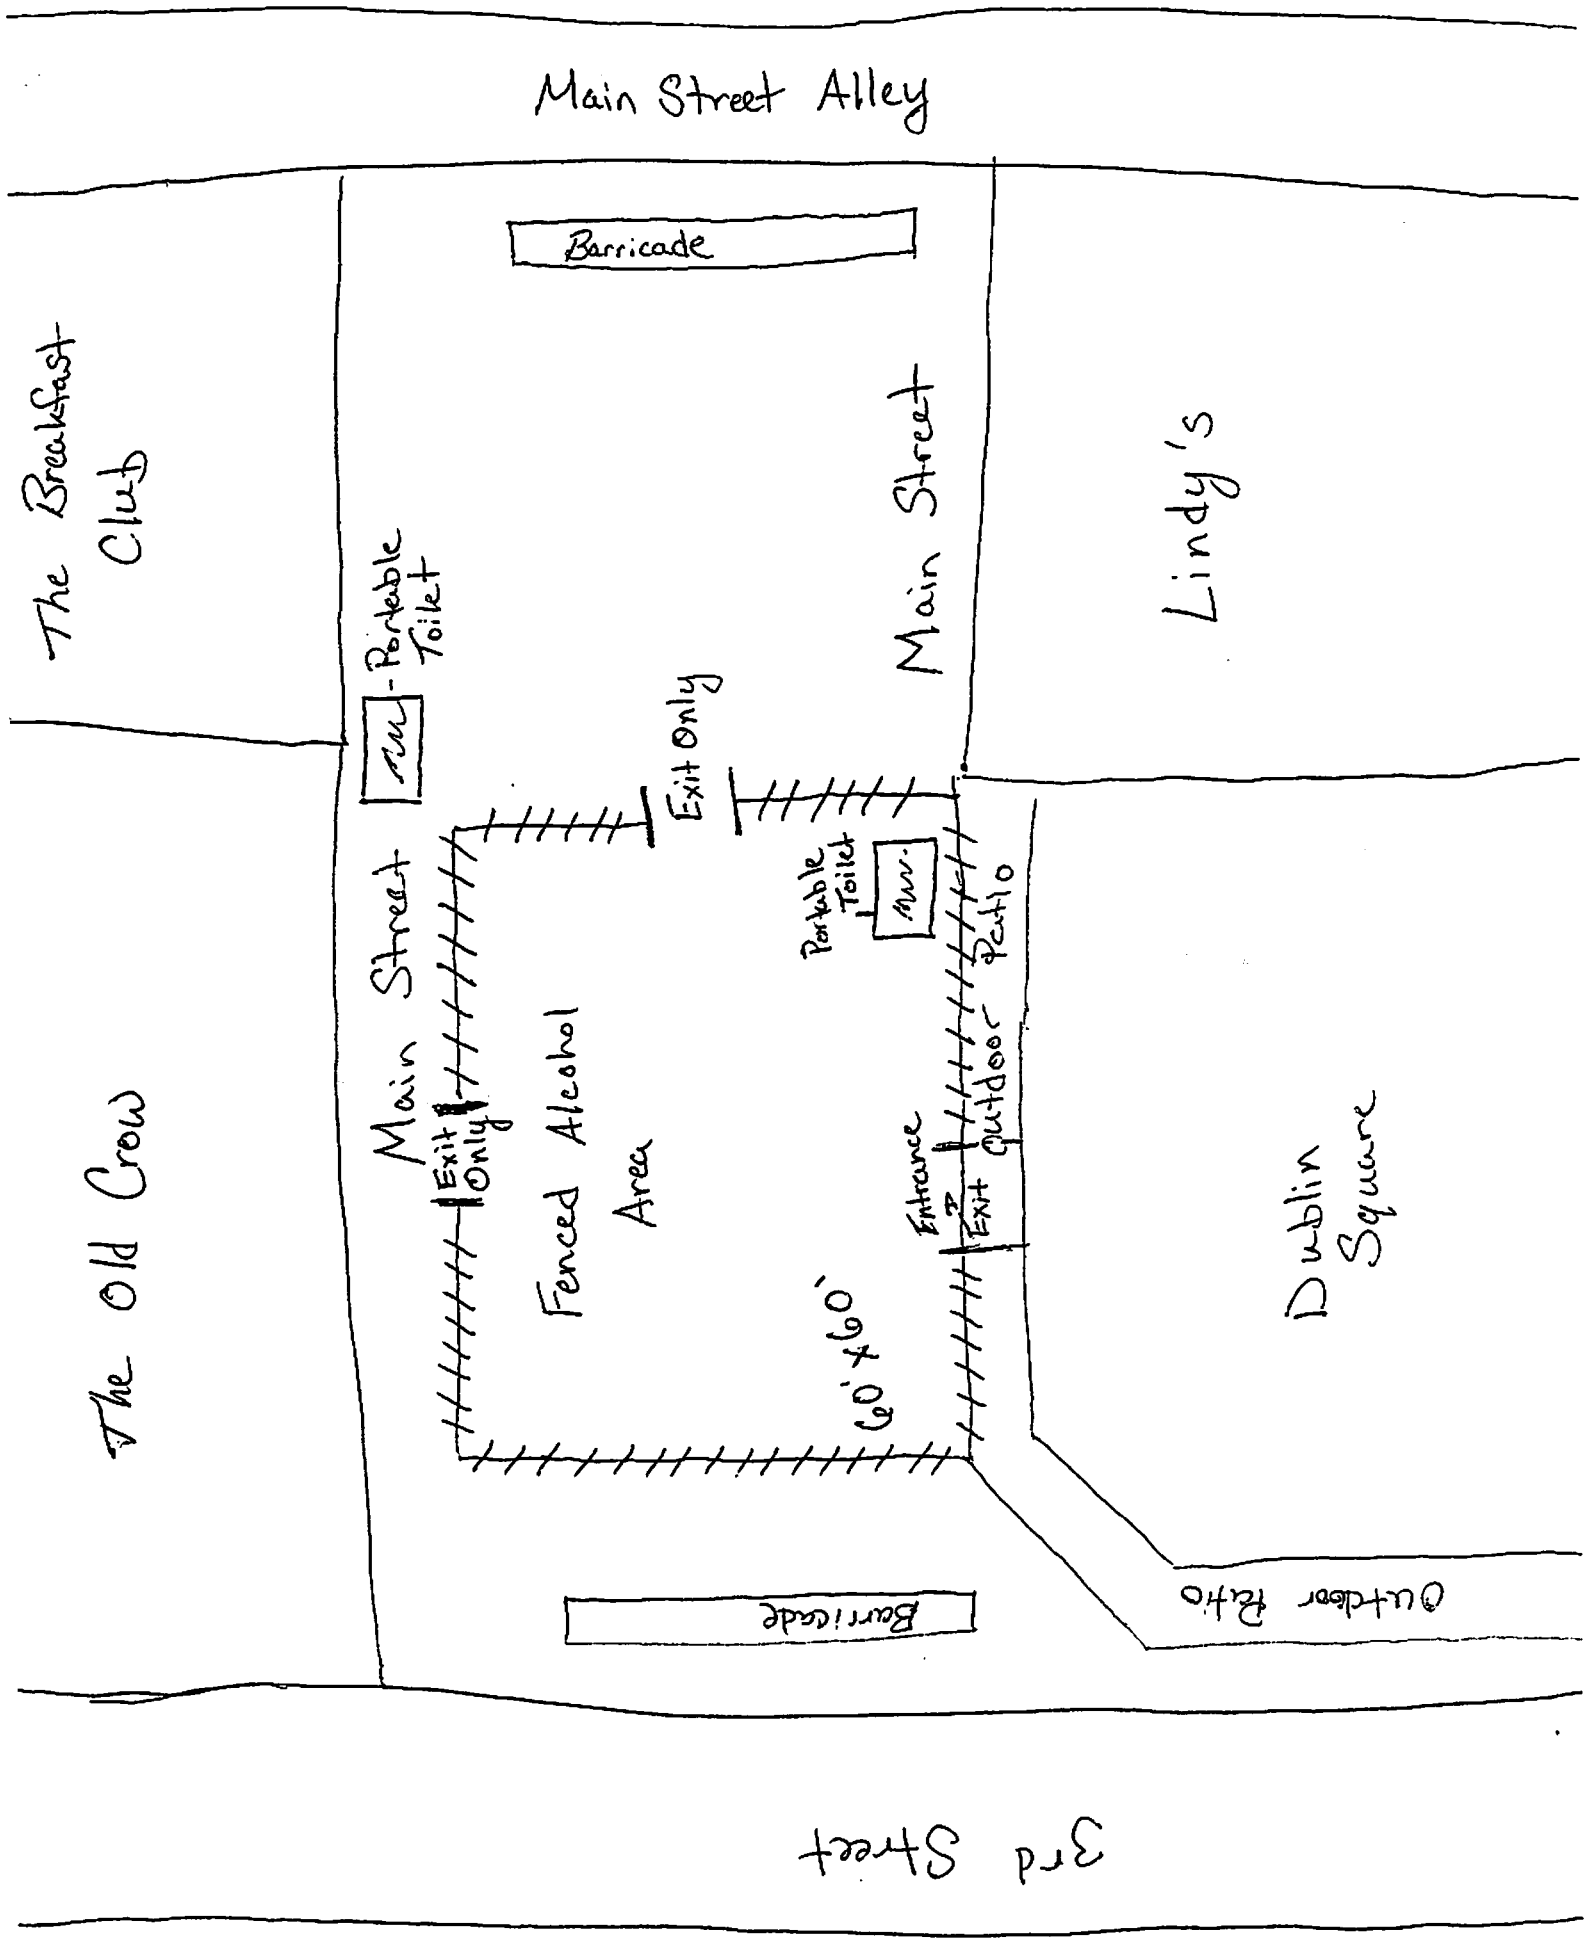 Main Street Alley
Barricade
The Breakfast
Club
Main Street
Lindy's
Portable
Toilet
Exit Only
Main Street
Portable
Toilet
Outdoor Patio
The Old Crow
Exit
Only
Fenced Alcohol
Area
Entrance
Exit
60' x 60'
Dublin
Square
Barricade
Outdoor Patio
3rd Street